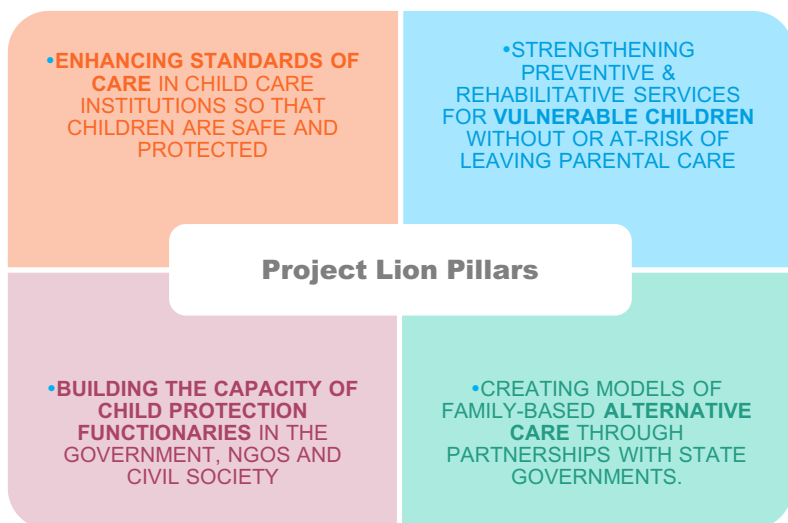 •ENHANCING STANDARDS OF
CARE IN CHILD CARE
INSTITUTIONS SO THAT
CHILDREN ARE SAFE AND
PROTECTED
•STRENGTHENING
PREVENTIVE &
REHABILITATIVE SERVICES
FOR VULNERABLE CHILDREN
WITHOUT OR AT-RISK OF
LEAVING PARENTAL CARE
Project Lion Pillars
•BUILDING THE CAPACITY OF
CHILD PROTECTION
FUNCTIONARIES IN THE
GOVERNMENT, NGOS AND
CIVIL SOCIETY
•CREATING MODELS OF
FAMILY-BASED ALTERNATIVE
CARE THROUGH
PARTNERSHIPS WITH STATE
GOVERNMENTS.